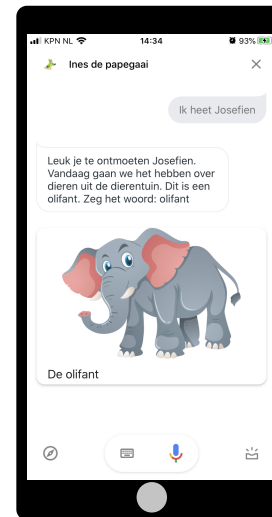 KPN NL 14:34 93%
Ines de papegaai
Ik heet Josefien
Leuk je te ontmoeten Josefien.
Vandaag gaan we het hebben over
dieren uit de dierentuin. Dit is een
olifant. Zeg het woord: olifant
De olifant